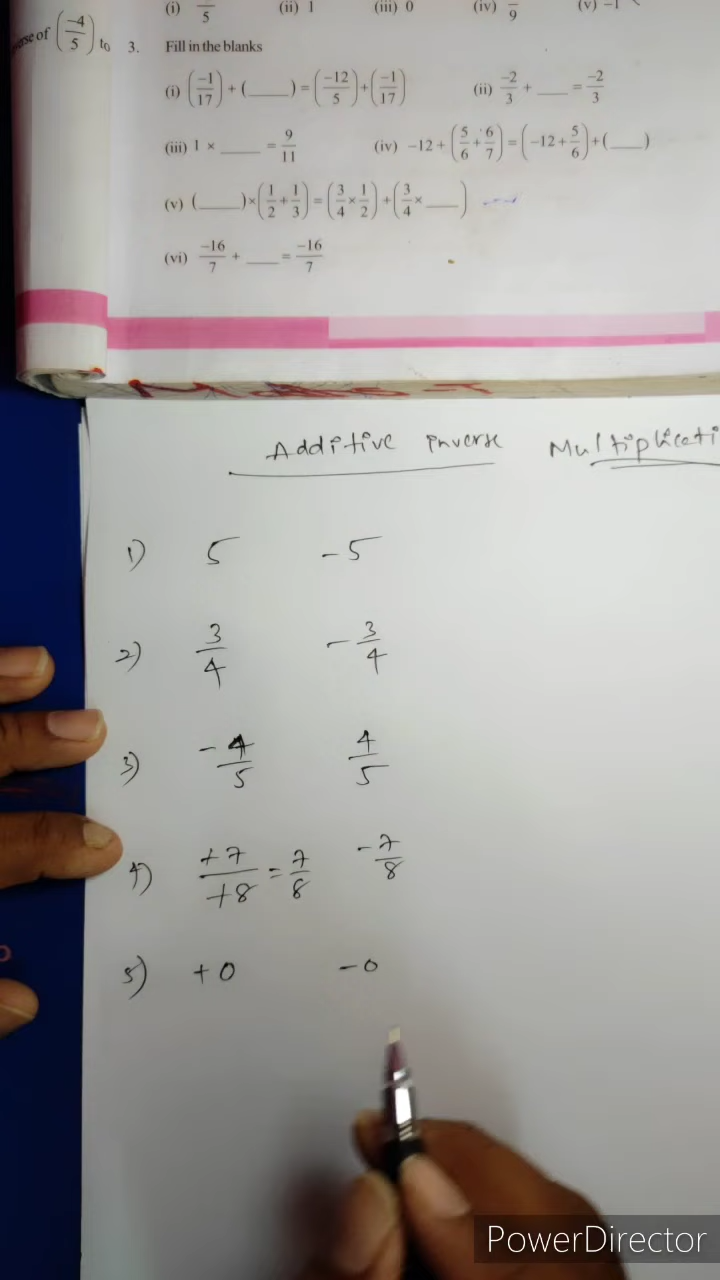 (i) 5 (ii) 1 (iii) 0 (iv) 9 (v) -1
erse of (-4/5) to 3. Fill in the blanks
(i) (-1/17) + (____) = (-12/5) + (-1/17) (ii) -2/3 + ____ = -2/3
(iii) 1 × ____ = 9/11 (iv) -12 + (5/6 + 6/7) = (-12 + 5/6) + (____)
(v) (____) × (1/2 + 1/3) = (3/4 × 1/2) + (3/4 × ____)
(vi) -16/7 + ____ = -16/7
Additive inverse Multiplicati
1) 5 -5
2) 3/4 -3/4
3) -4/5 4/5
4) +7/+8 = 7/8 -7/8
5) +0 -0
PowerDirector